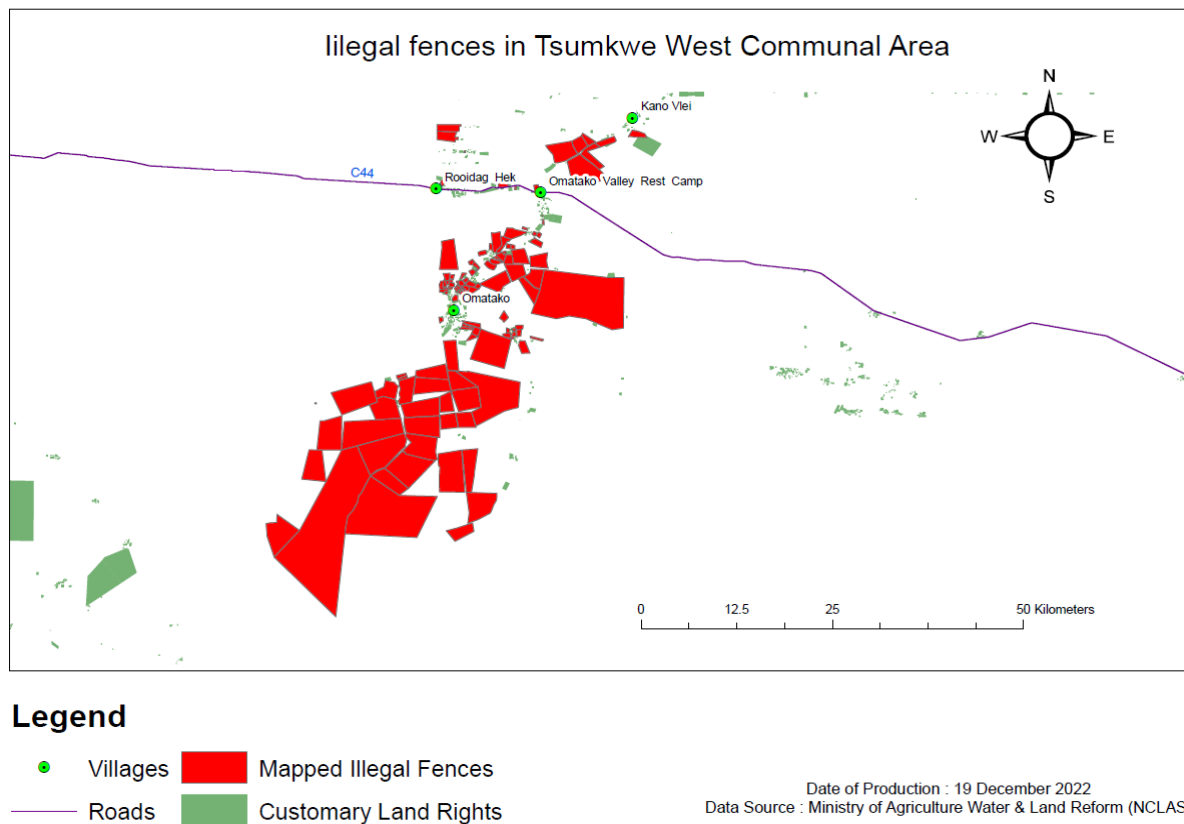 Iilegal fences in Tsumkwe West Communal Area
N
W
E
S
Kano Vlei
C44
Rooidag Hek
Omatako Valley Rest Camp
Omatako
0 12.5 25 50 Kilometers
Legend
Villages
Mapped Illegal Fences
Roads
Customary Land Rights
Date of Production : 19 December 2022
Data Source : Ministry of Agriculture Water & Land Reform (NCLAS